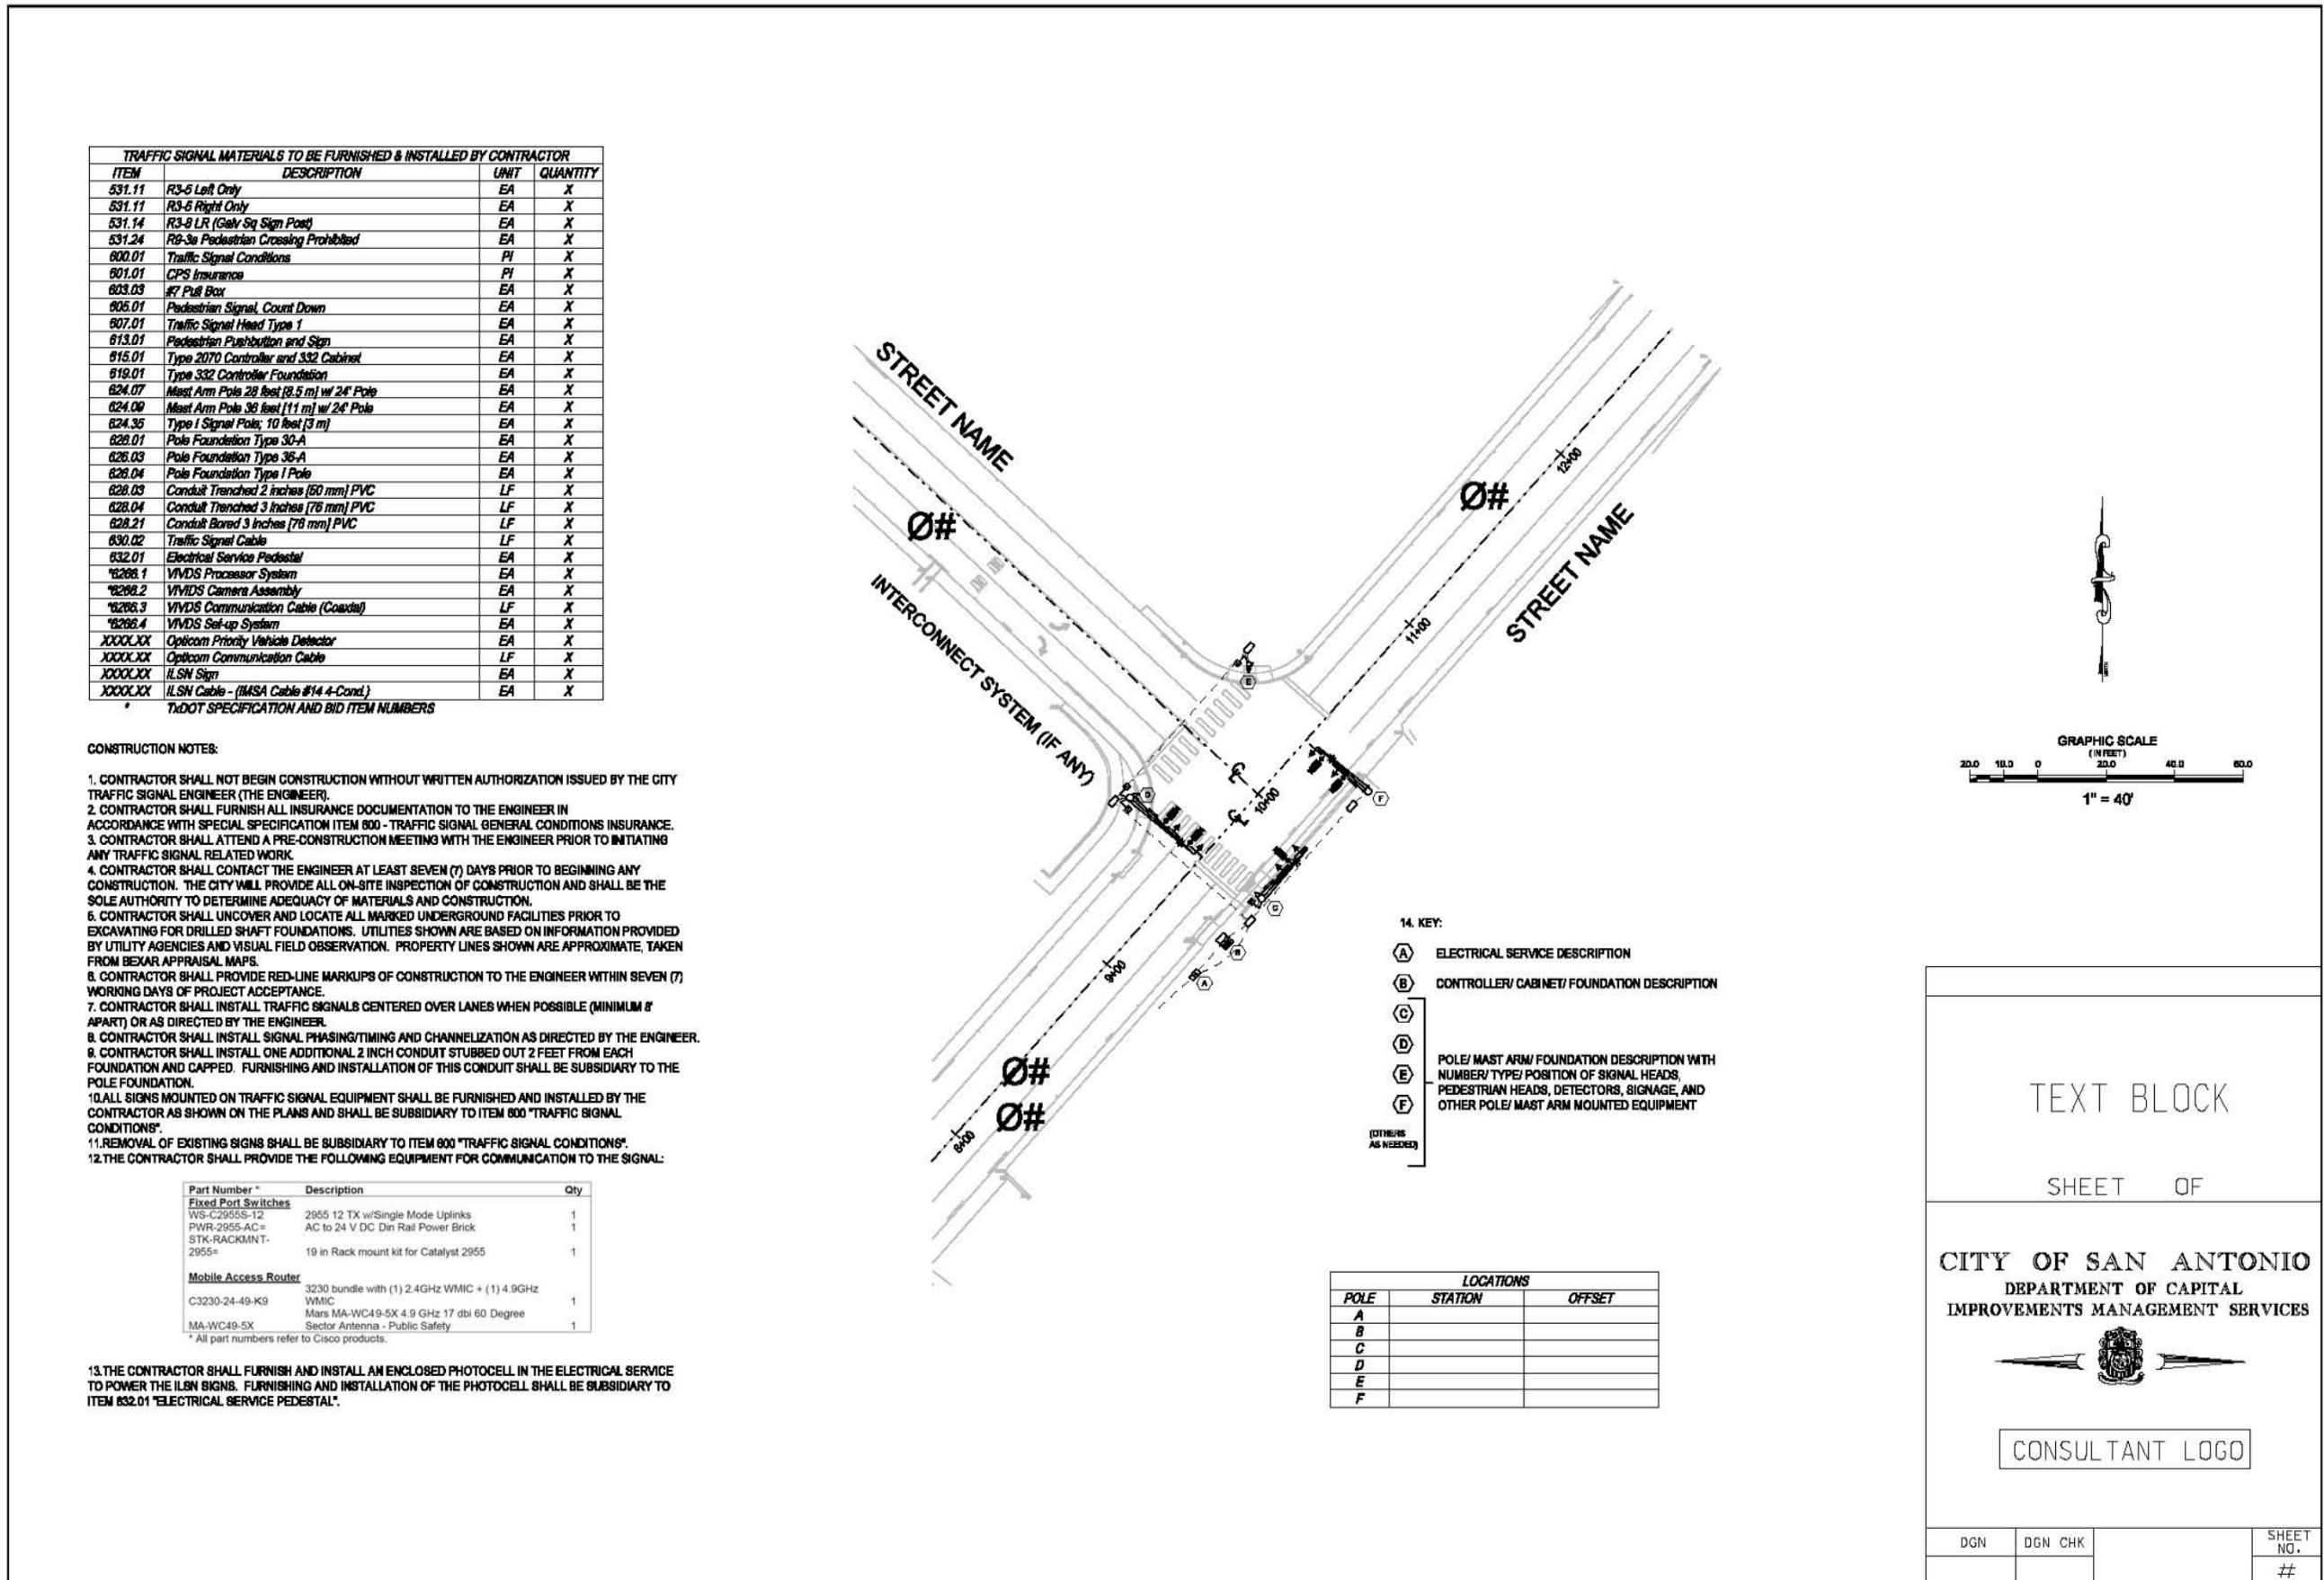 TRAFFIC SIGNAL MATERIALS TO BE FURNISHED & INSTALLED BY CONTRACTOR
ITEM DESCRIPTION UNIT QUANTITY
531.11 R3-5 Left Only EA X
531.11 R3-6 Right Only EA X
531.14 R3-8 LR (Galv Sq Sign Post) EA X
531.24 R9-3a Pedestrian Crossing Prohibited EA X
600.01 Traffic Signal Conditions PI X
601.01 CPS Insurance PI X
603.03 #7 Pull Box EA X
605.01 Pedestrian Signal, Count Down EA X
607.01 Traffic Signal Head Type 1 EA X
613.01 Pedestrian Pushbutton and Sign EA X
615.01 Type 2070 Controller and 332 Cabinet EA X
619.01 Type 332 Controller Foundation EA X
624.07 Mast Arm Pole 28 feet [8.5 m] w/ 24' Pole EA X
624.09 Mast Arm Pole 36 feet [11 m] w/ 24' Pole EA X
624.35 Type I Signal Pole; 10 feet [3 m] EA X
626.01 Pole Foundation Type 30-A EA X
626.03 Pole Foundation Type 36-A EA X
626.04 Pole Foundation Type I Pole EA X
628.03 Conduit Trenched 2 inches [50 mm] PVC LF X
628.04 Conduit Trenched 3 inches [76 mm] PVC LF X
628.21 Conduit Bored 3 inches [76 mm] PVC LF X
630.02 Traffic Signal Cable LF X
632.01 Electrical Service Pedestal EA X
*6266.1 VIVDS Processor System EA X
*6266.2 VIVIDS Camera Assembly EA X
*6266.3 VIVDS Communication Cable (Coaxial) LF X
*6266.4 VIVDS Set-up System EA X
XXXX.XX Opticom Priority Vehicle Detector EA X
XXXX.XX Opticom Communication Cable LF X
XXXX.XX ILSN Sign EA X
XXXX.XX ILSN Cable - (IMSA Cable #14 4-Cond.) EA X
* TxDOT SPECIFICATION AND BID ITEM NUMBERS
CONSTRUCTION NOTES:
1. CONTRACTOR SHALL NOT BEGIN CONSTRUCTION WITHOUT WRITTEN AUTHORIZATION ISSUED BY THE CITY
TRAFFIC SIGNAL ENGINEER (THE ENGINEER).
2. CONTRACTOR SHALL FURNISH ALL INSURANCE DOCUMENTATION TO THE ENGINEER IN
ACCORDANCE WITH SPECIAL SPECIFICATION ITEM 600 - TRAFFIC SIGNAL GENERAL CONDITIONS INSURANCE.
3. CONTRACTOR SHALL ATTEND A PRE-CONSTRUCTION MEETING WITH THE ENGINEER PRIOR TO INITIATING
ANY TRAFFIC SIGNAL RELATED WORK.
4. CONTRACTOR SHALL CONTACT THE ENGINEER AT LEAST SEVEN (7) DAYS PRIOR TO BEGINNING ANY
CONSTRUCTION. THE CITY WILL PROVIDE ALL ON-SITE INSPECTION OF CONSTRUCTION AND SHALL BE THE
SOLE AUTHORITY TO DETERMINE ADEQUACY OF MATERIALS AND CONSTRUCTION.
5. CONTRACTOR SHALL UNCOVER AND LOCATE ALL MARKED UNDERGROUND FACILITIES PRIOR TO
EXCAVATING FOR DRILLED SHAFT FOUNDATIONS. UTILITIES SHOWN ARE BASED ON INFORMATION PROVIDED
BY UTILITY AGENCIES AND VISUAL FIELD OBSERVATION. PROPERTY LINES SHOWN ARE APPROXIMATE, TAKEN
FROM BEXAR APPRAISAL MAPS.
6. CONTRACTOR SHALL PROVIDE RED-LINE MARKUPS OF CONSTRUCTION TO THE ENGINEER WITHIN SEVEN (7)
WORKING DAYS OF PROJECT ACCEPTANCE.
7. CONTRACTOR SHALL INSTALL TRAFFIC SIGNALS CENTERED OVER LANES WHEN POSSIBLE (MINIMUM 8'
APART) OR AS DIRECTED BY THE ENGINEER.
8. CONTRACTOR SHALL INSTALL SIGNAL PHASING/TIMING AND CHANNELIZATION AS DIRECTED BY THE ENGINEER.
9. CONTRACTOR SHALL INSTALL ONE ADDITIONAL 2 INCH CONDUIT STUBBED OUT 2 FEET FROM EACH
FOUNDATION AND CAPPED. FURNISHING AND INSTALLATION OF THIS CONDUIT SHALL BE SUBSIDIARY TO THE
POLE FOUNDATION.
10.ALL SIGNS MOUNTED ON TRAFFIC SIGNAL EQUIPMENT SHALL BE FURNISHED AND INSTALLED BY THE
CONTRACTOR AS SHOWN ON THE PLANS AND SHALL BE SUBSIDIARY TO ITEM 600 "TRAFFIC SIGNAL
CONDITIONS".
11.REMOVAL OF EXISTING SIGNS SHALL BE SUBSIDIARY TO ITEM 600 "TRAFFIC SIGNAL CONDITIONS".
12.THE CONTRACTOR SHALL PROVIDE THE FOLLOWING EQUIPMENT FOR COMMUNICATION TO THE SIGNAL:
Part Number * Description Qty
Fixed Port Switches
WS-C2955S-12 2955 12 TX w/Single Mode Uplinks 1
PWR-2955-AC= AC to 24 V DC Din Rail Power Brick 1
STK-RACKMNT-
2955= 19 in Rack mount kit for Catalyst 2955 1
Mobile Access Router
3230 bundle with (1) 2.4GHz WMIC + (1) 4.9GHz
C3230-24-49-K9 WMIC 1
Mars MA-WC49-5X 4.9 GHz 17 dbi 60 Degree
MA-WC49-5X Sector Antenna - Public Safety 1
* All part numbers refer to Cisco products.
13.THE CONTRACTOR SHALL FURNISH AND INSTALL AN ENCLOSED PHOTOCELL IN THE ELECTRICAL SERVICE
TO POWER THE ILSN SIGNS. FURNISHING AND INSTALLATION OF THE PHOTOCELL SHALL BE SUBSIDIARY TO
ITEM 632.01 "ELECTRICAL SERVICE PEDESTAL".
STREET NAME
Ø#
INTERCONNECT SYSTEM (IF ANY)
Ø#
STREET NAME
12+00
11+00
10+00
9+00
8+00
E
D
F
G
B
A
Ø#
Ø#
14. KEY:
A ELECTRICAL SERVICE DESCRIPTION
B CONTROLLER/ CABINET/ FOUNDATION DESCRIPTION
C
D
E
F
POLE/ MAST ARM/ FOUNDATION DESCRIPTION WITH
NUMBER/ TYPE/ POSITION OF SIGNAL HEADS,
PEDESTRIAN HEADS, DETECTORS, SIGNAGE, AND
OTHER POLE/ MAST ARM MOUNTED EQUIPMENT
(OTHERS
AS NEEDED)
LOCATIONS
POLE STATION OFFSET
A
B
C
D
E
F
GRAPHIC SCALE
(IN FEET)
20.0 10.0 0 20.0 40.0 60.0
1" = 40'
TEXT BLOCK
SHEET OF
CITY OF SAN ANTONIO
DEPARTMENT OF CAPITAL
IMPROVEMENTS MANAGEMENT SERVICES
CONSULTANT LOGO
DGN DGN CHK SHEET
NO.
#